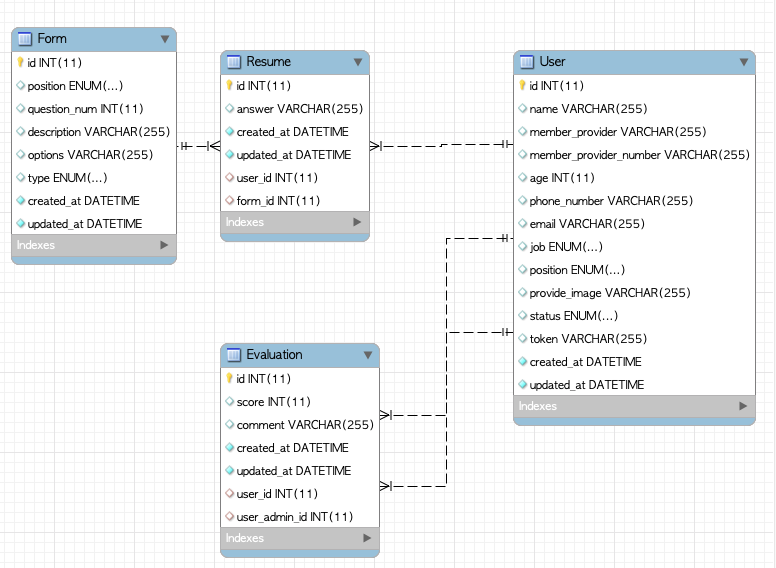 Form
id INT(11)
position ENUM(...)
question_num INT(11)
description VARCHAR(255)
options VARCHAR(255)
type ENUM(...)
created_at DATETIME
updated_at DATETIME
Indexes
Resume
id INT(11)
answer VARCHAR(255)
created_at DATETIME
updated_at DATETIME
user_id INT(11)
form_id INT(11)
Indexes
User
id INT(11)
name VARCHAR(255)
member_provider VARCHAR(255)
member_provider_number VARCHAR(255)
age INT(11)
phone_number VARCHAR(255)
email VARCHAR(255)
job ENUM(...)
position ENUM(...)
provide_image VARCHAR(255)
status ENUM(...)
token VARCHAR(255)
created_at DATETIME
updated_at DATETIME
Indexes
Evaluation
id INT(11)
score INT(11)
comment VARCHAR(255)
created_at DATETIME
updated_at DATETIME
user_id INT(11)
user_admin_id INT(11)
Indexes